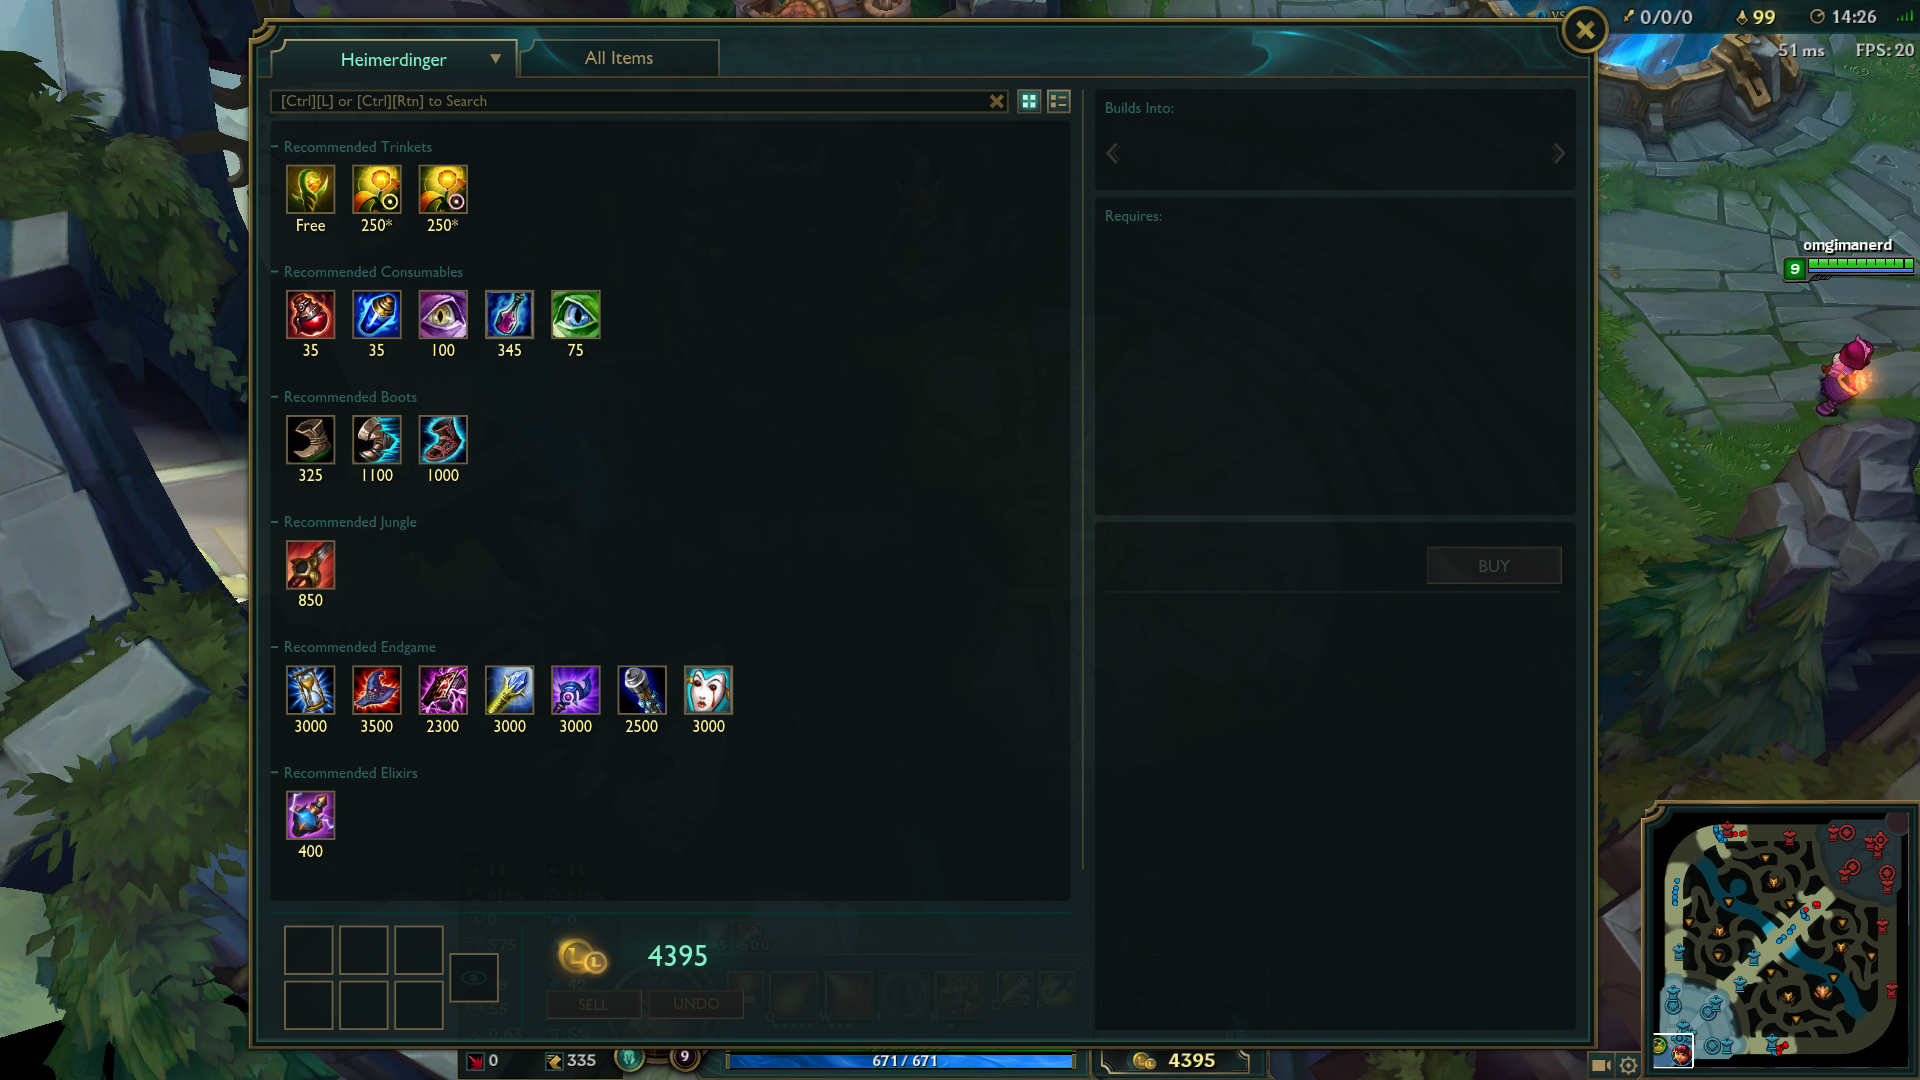 Heimerdinger
All Items
VS
0/0/0
99
14:26
51 ms
FPS: 20
[Ctrl][L] or [Ctrl][Rtn] to Search
Builds Into:
Requires:
BUY
Recommended Trinkets
Free
250*
250*
Recommended Consumables
35
35
100
345
75
Recommended Boots
325
1100
1000
Recommended Jungle
850
Recommended Endgame
3000
3500
2300
3000
3000
2500
3000
Recommended Elixirs
400
omgimanerd
9
4395
SELL
UNDO
0
335
9
671 / 671
4395